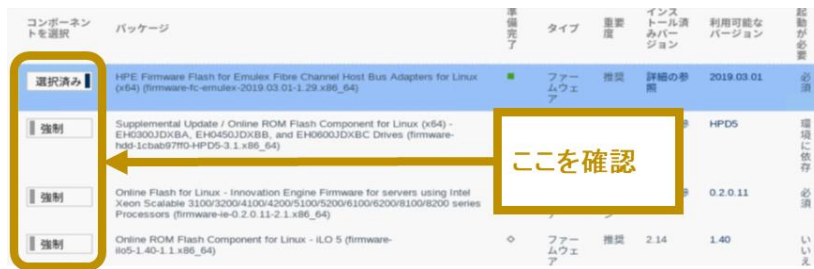 コンポーネン
トを選択
パッケージ
準
備
完
了
タイプ
重要
度
インス
トール済
みバー
ジョン
利用可能な
バージョン
起
動
が
必
要
選択済み
HPE Firmware Flash for Emulex Fibre Channel Host Bus Adapters for Linux
(x64) (firmware-fc-emulex-2019.03.01-1.29.x86_64)
ファー
ムウェ
ア
推奨
詳細の参
照
2019.03.01
必
須
強制
Supplemental Update / Online ROM Flash Component for Linux (x64) -
EH0300JDXBA, EH0450JDXBB, and EH0600JDXBC Drives (firmware-
hdd-1cbab97ff0-HPD5-3.1.x86_64)
HPD5
環
境
に
依
存
ここを確認
強制
Online Flash for Linux - Innovation Engine Firmware for servers using Intel
Xeon Scalable 3100/3200/4100/4200/5100/5200/6100/6200/8100/8200 series
Processors (firmware-ie-0.2.0.11-2.1.x86_64)
0.2.0.11
必
須
強制
Online ROM Flash Component for Linux - iLO 5 (firmware-
ilo5-1.40-1.1.x86_64)
ファー
ムウェ
ア
推奨
2.14
1.40
い
い
え